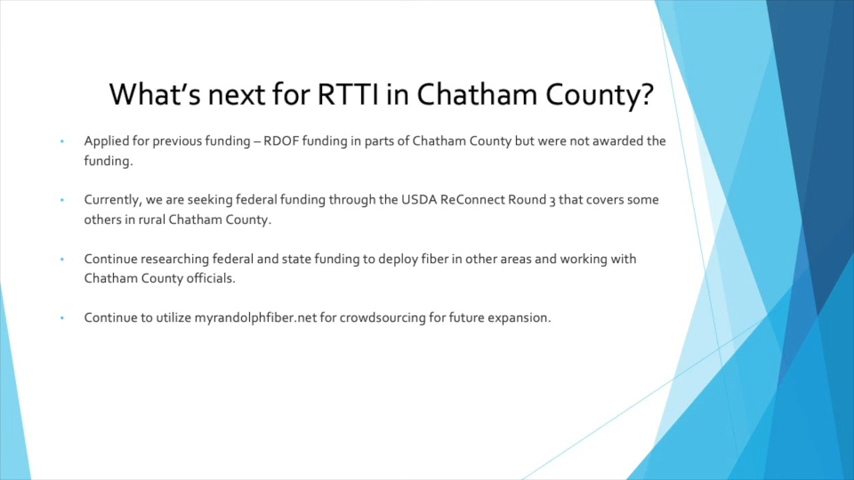 What's next for RTTI in Chatham County?
• Applied for previous funding – RDOF funding in parts of Chatham County but were not awarded the
funding.
• Currently, we are seeking federal funding through the USDA ReConnect Round 3 that covers some
others in rural Chatham County.
• Continue researching federal and state funding to deploy fiber in other areas and working with
Chatham County officials.
• Continue to utilize myrandolphfiber.net for crowdsourcing for future expansion.